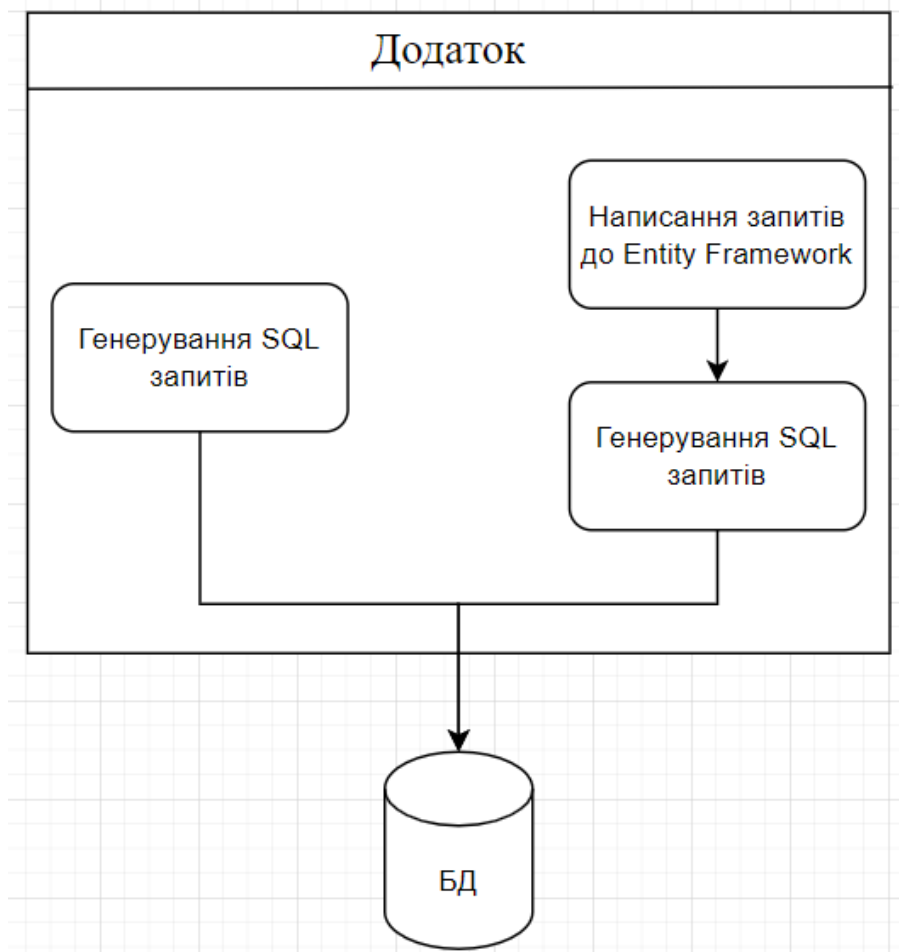 Додаток
Написання запитів
до Entity Framework
Генерування SQL
запитів
Генерування SQL
запитів
БД